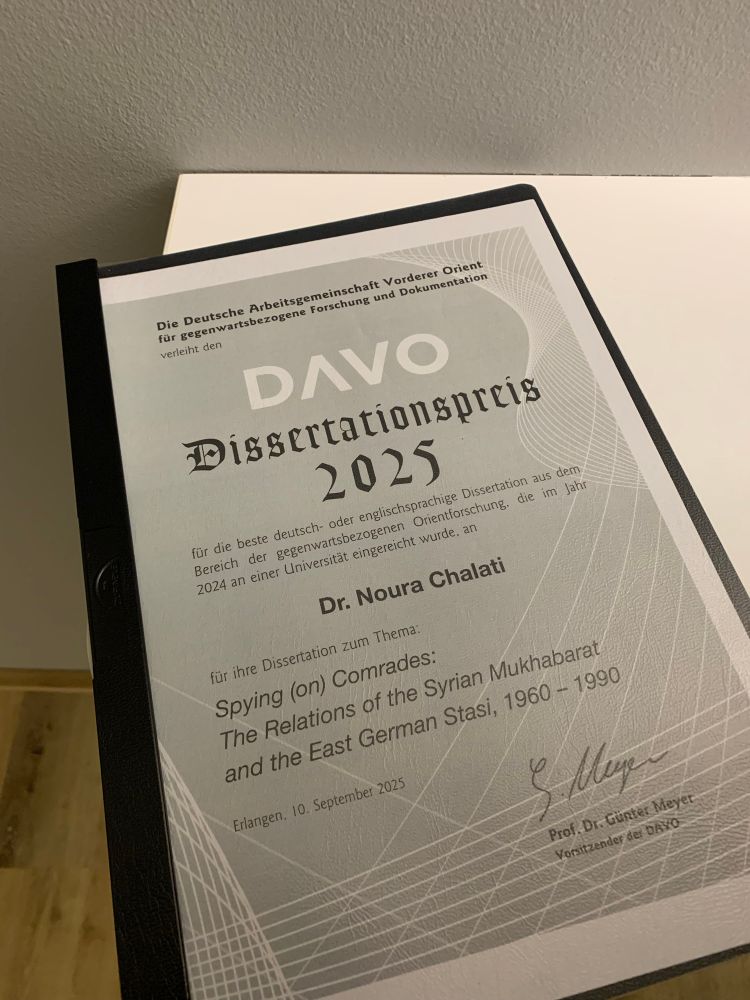 Die Deutsche Arbeitsgemeinschaft Vorderer Orient
für gegenwartsbezogene Forschung und Dokumentation
verleiht den
DAVO
Dissertationspreis
2025
für die beste deutsch- oder englischsprachige Dissertation aus dem
Bereich der gegenwartsbezogenen Orientforschung, die im Jahr
2024 an einer Universität eingereicht wurde, an
Dr. Noura Chalati
für ihre Dissertation zum Thema:
Spying (on) Comrades:
The Relations of the Syrian Mukhabarat
and the East German Stasi, 1960 – 1990
Erlangen, 10. September 2025
G. Meyer
Prof. Dr. Günter Meyer
Vorsitzender der DAVO